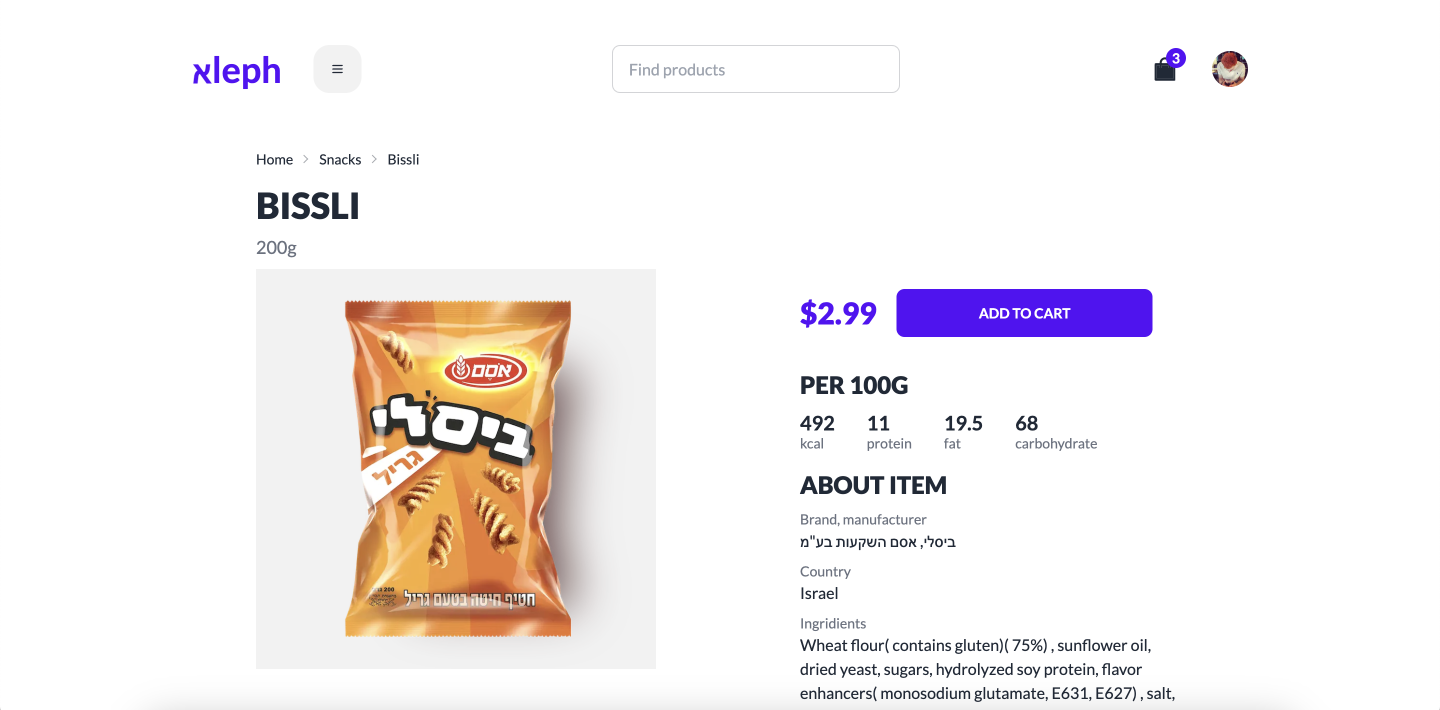 אleph
Find products
3
Home > Snacks > Bissli
BISSLI
200g
אסם
ביסלי
גריל
200
חטיף חיטה בטעם גריל
$2.99
ADD TO CART
PER 100G
492 11 19.5 68
kcal protein fat carbohydrate
ABOUT ITEM
Brand, manufacturer
ביסלי, אסם השקעות בע"מ
Country
Israel
Ingridients
Wheat flour( contains gluten)( 75%) , sunflower oil,
dried yeast, sugars, hydrolyzed soy protein, flavor
enhancers( monosodium glutamate, E631, E627) , salt,